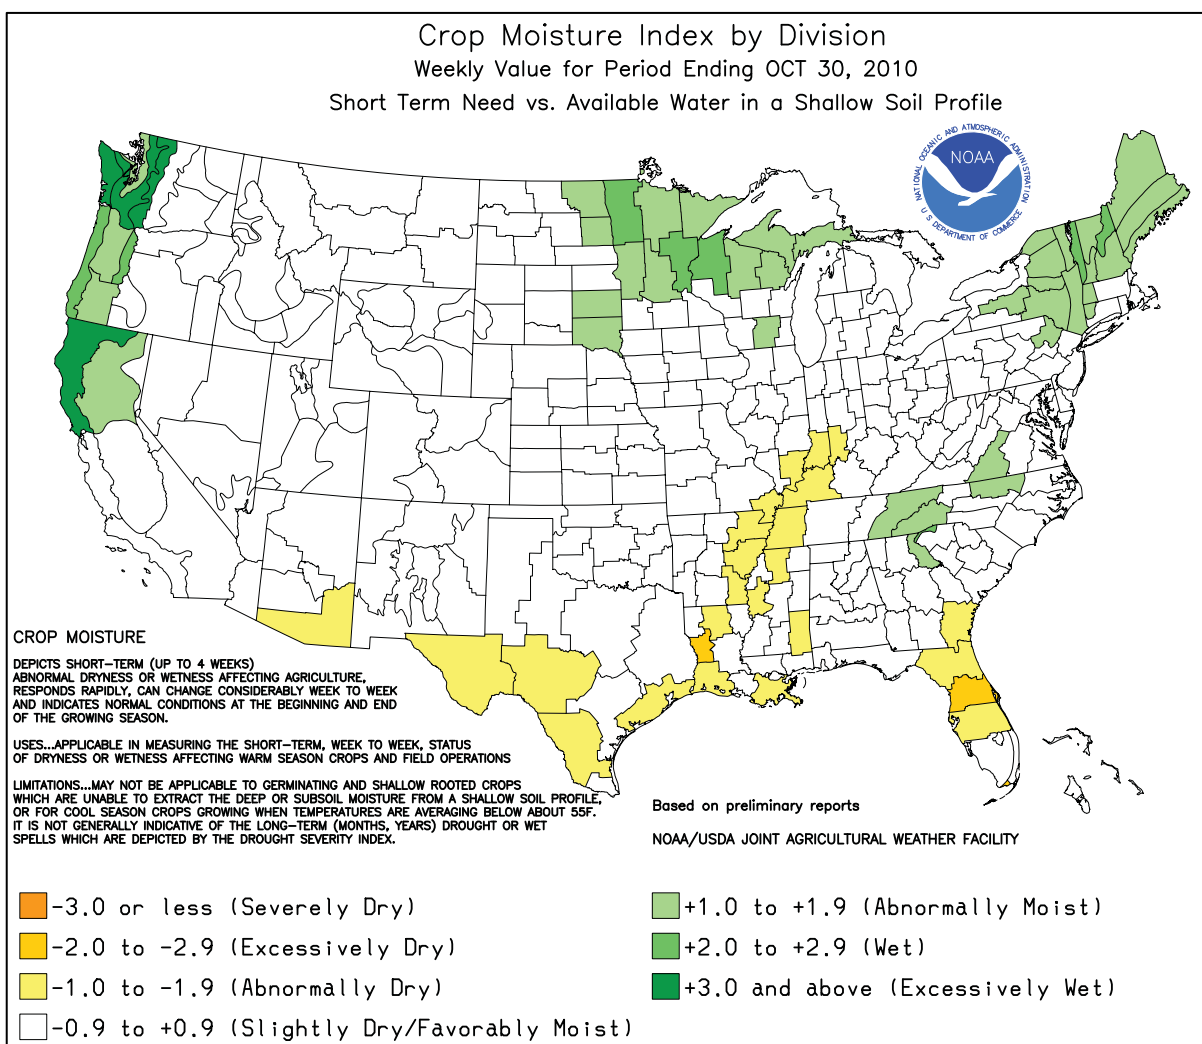 Crop Moisture Index by Division
Weekly Value for Period Ending OCT 30, 2010
Short Term Need vs. Available Water in a Shallow Soil Profile
NATIONAL OCEANIC AND ATMOSPHERIC ADMINISTRATION
NOAA
U S DEPARTMENT OF COMMERCE
CROP MOISTURE
DEPICTS SHORT-TERM (UP TO 4 WEEKS)
ABNORMAL DRYNESS OR WETNESS AFFECTING AGRICULTURE,
RESPONDS RAPIDLY, CAN CHANGE CONSIDERABLY WEEK TO WEEK
AND INDICATES NORMAL CONDITIONS AT THE BEGINNING AND END
OF THE GROWING SEASON.
USES...APPLICABLE IN MEASURING THE SHORT-TERM, WEEK TO WEEK, STATUS
OF DRYNESS OR WETNESS AFFECTING WARM SEASON CROPS AND FIELD OPERATIONS
LIMITATIONS...MAY NOT BE APPLICABLE TO GERMINATING AND SHALLOW ROOTED CROPS
WHICH ARE UNABLE TO EXTRACT THE DEEP OR SUBSOIL MOISTURE FROM A SHALLOW SOIL PROFILE,
OR FOR COOL SEASON CROPS GROWING WHEN TEMPERATURES ARE AVERAGING BELOW ABOUT 55F.
IT IS NOT GENERALLY INDICATIVE OF THE LONG-TERM (MONTHS, YEARS) DROUGHT OR WET
SPELLS WHICH ARE DEPICTED BY THE DROUGHT SEVERITY INDEX.
Based on preliminary reports
NOAA/USDA JOINT AGRICULTURAL WEATHER FACILITY
-3.0 or less (Severely Dry)
-2.0 to -2.9 (Excessively Dry)
-1.0 to -1.9 (Abnormally Dry)
-0.9 to +0.9 (Slightly Dry/Favorably Moist)
+1.0 to +1.9 (Abnormally Moist)
+2.0 to +2.9 (Wet)
+3.0 and above (Excessively Wet)